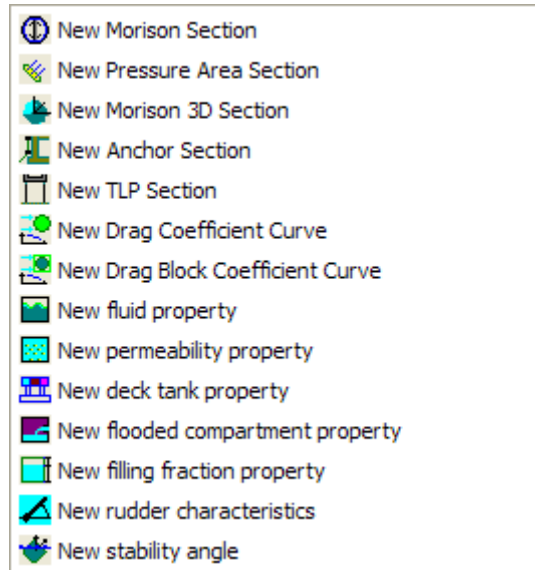 New Morison Section
New Pressure Area Section
New Morison 3D Section
New Anchor Section
New TLP Section
New Drag Coefficient Curve
New Drag Block Coefficient Curve
New fluid property
New permeability property
New deck tank property
New flooded compartment property
New filling fraction property
New rudder characteristics
New stability angle